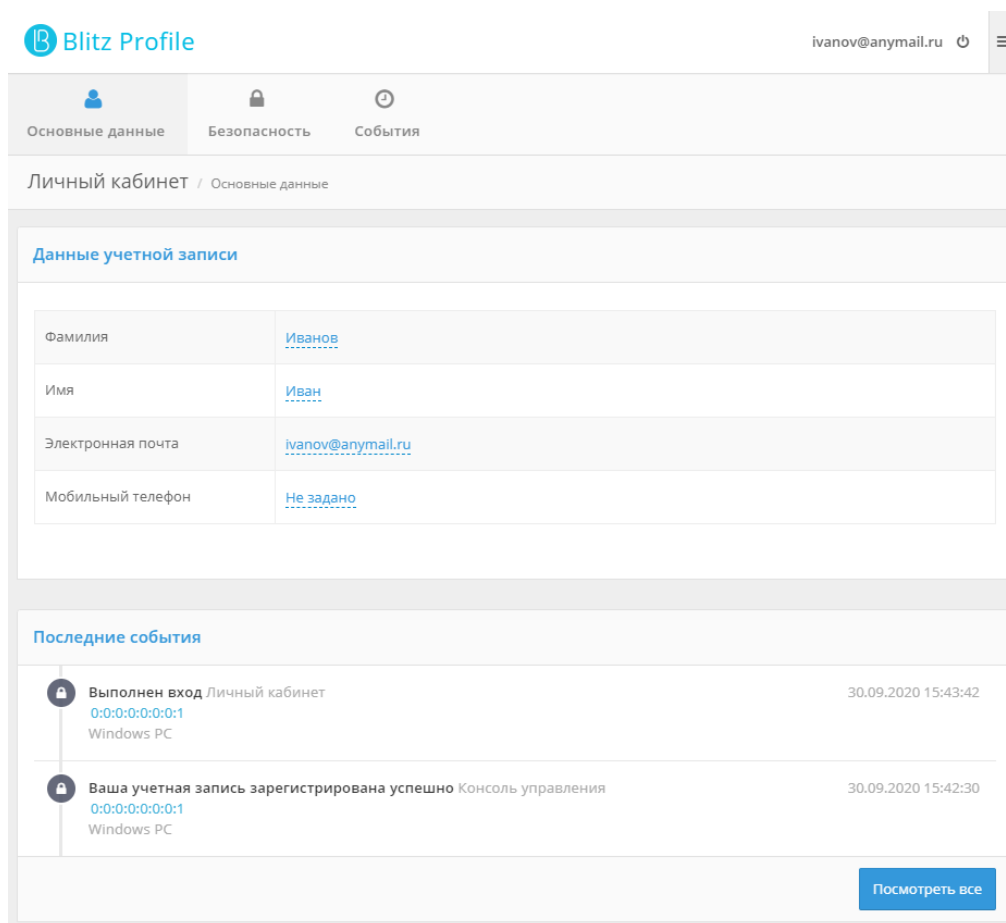 Blitz Profile
ivanov@anymail.ru
Основные данные Безопасность События
Личный кабинет / Основные данные
Данные учетной записи
Фамилия Иванов
Имя Иван
Электронная почта ivanov@anymail.ru
Мобильный телефон Не задано
Последние события
Выполнен вход Личный кабинет 30.09.2020 15:43:42
0:0:0:0:0:0:0:1
Windows PC
Ваша учетная запись зарегистрирована успешно Консоль управления 30.09.2020 15:42:30
0:0:0:0:0:0:0:1
Windows PC
Посмотреть все